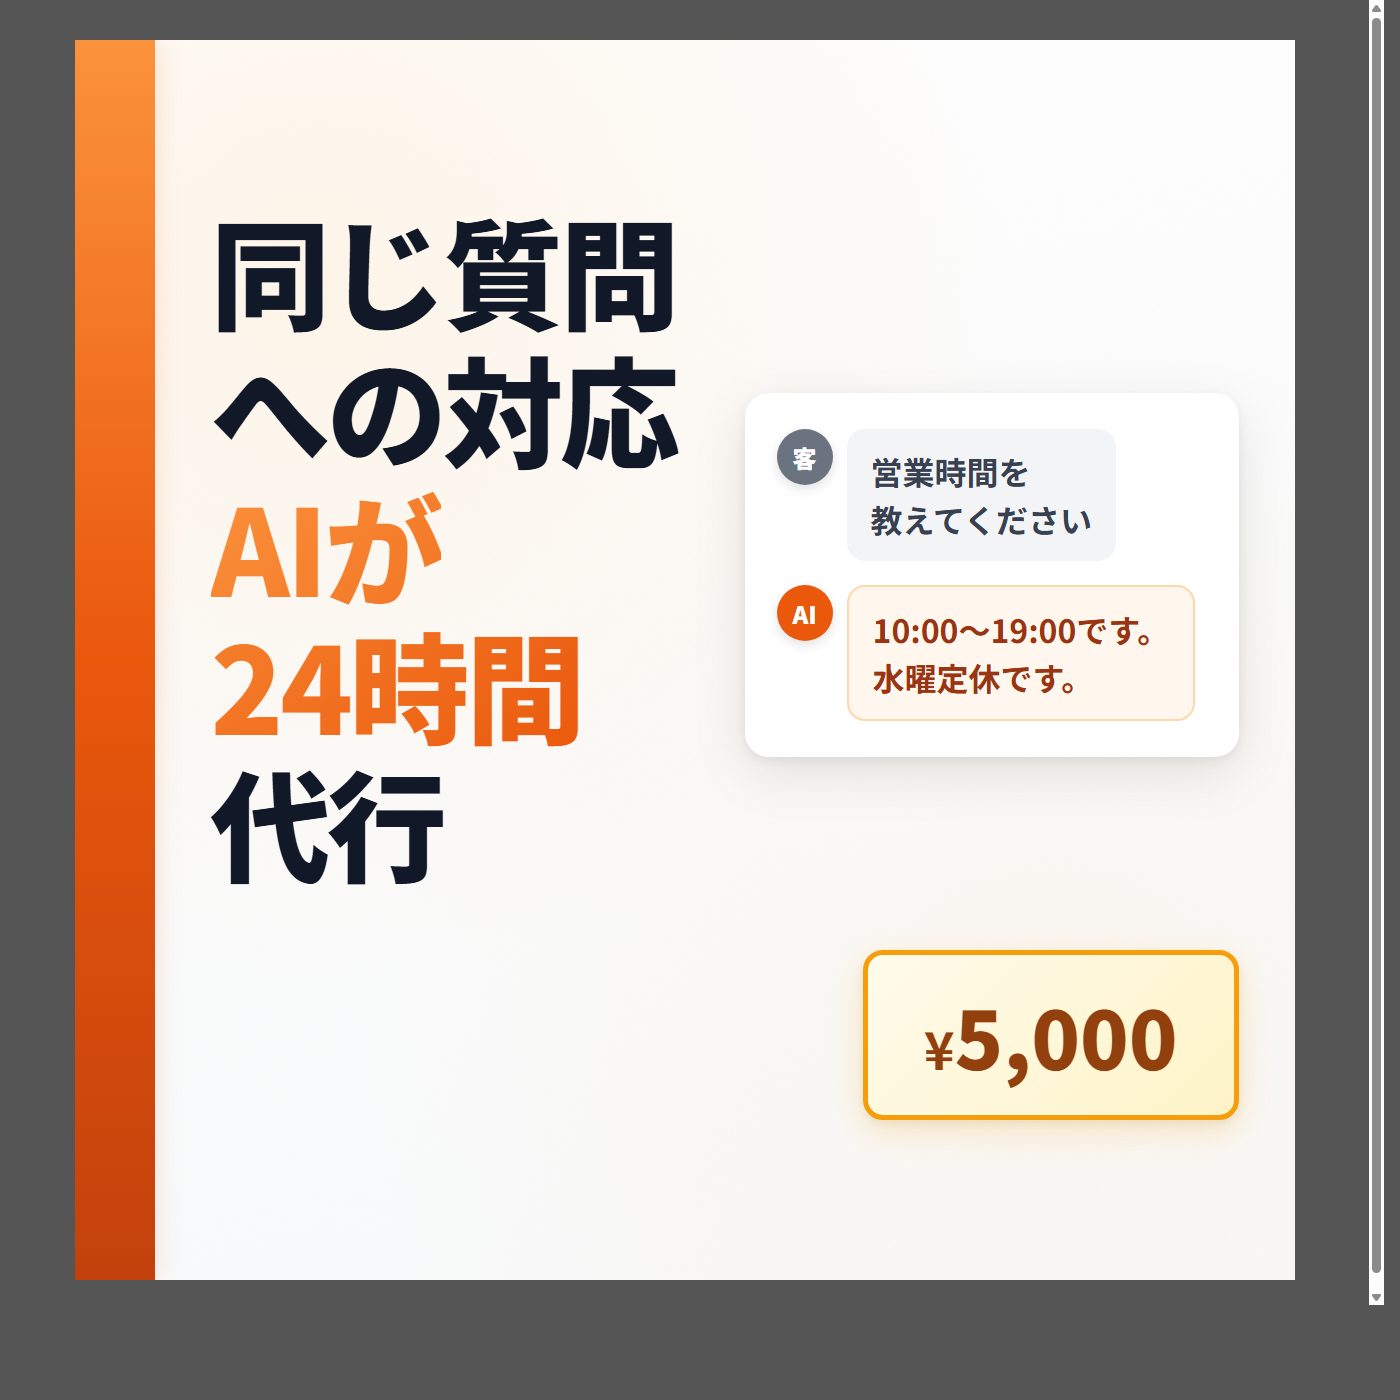 同じ質問
への対応
AIが
24時間
代行
客
営業時間を
教えてください
AI
10:00〜19:00です。
水曜定休です。
¥5,000